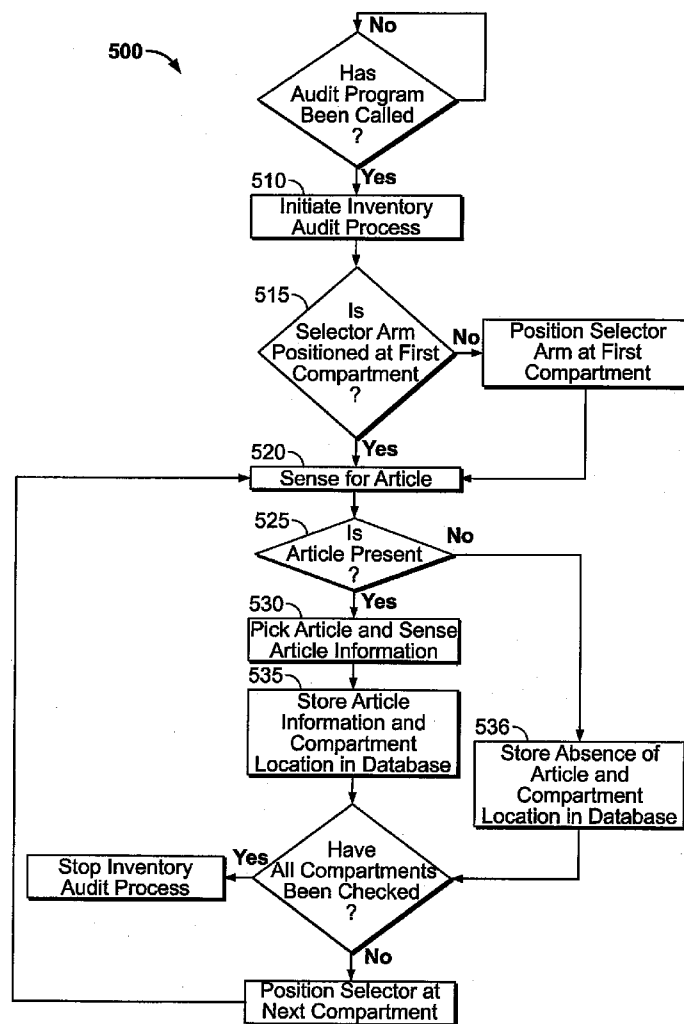 No
500
Has
Audit Program
Been Called
?
Yes
510
Initiate Inventory
Audit Process
515
Is
Selector Arm
Positioned at First
Compartment
?
No
Position Selector
Arm at First
Compartment
Yes
520
Sense for Article
525
Is
Article Present
?
No
Yes
530
Pick Article and Sense
Article Information
535
Store Article
Information and
Compartment
Location in Database
536
Store Absence of
Article and
Compartment
Location in Database
Have
All Compartments
Been Checked
?
Yes
Stop Inventory
Audit Process
No
Position Selector at
Next Compartment